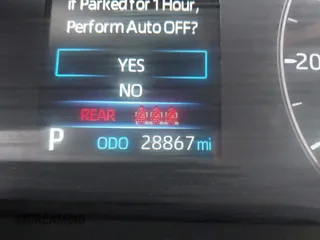 if Parked for 1 Hour,
Perform Auto OFF?
YES
NO
REAR
P ODO 28867 mi
20